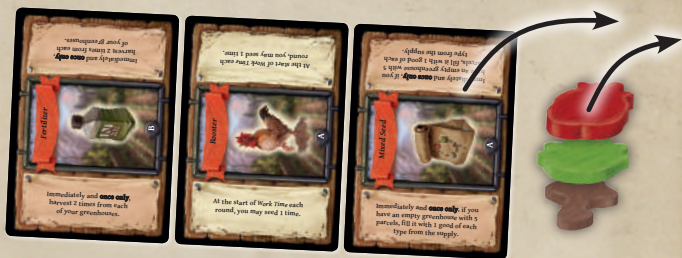 Immediately and once only,
harvest 2 times from each
of your greenhouses.
Fertilizer
B
Immediately and once only,
harvest 2 times from each
of your greenhouses.
At the start of Work Time each
round, you may seed 1 time.
Rooster
A
At the start of Work Time each
round, you may seed 1 time.
Immediately and once only, if you
have an empty greenhouse with 5
parcels, fill it with 1 good of each
type from the supply.
Mixed Seed
A
Immediately and once only, if you
have an empty greenhouse with 5
parcels, fill it with 1 good of each
type from the supply.